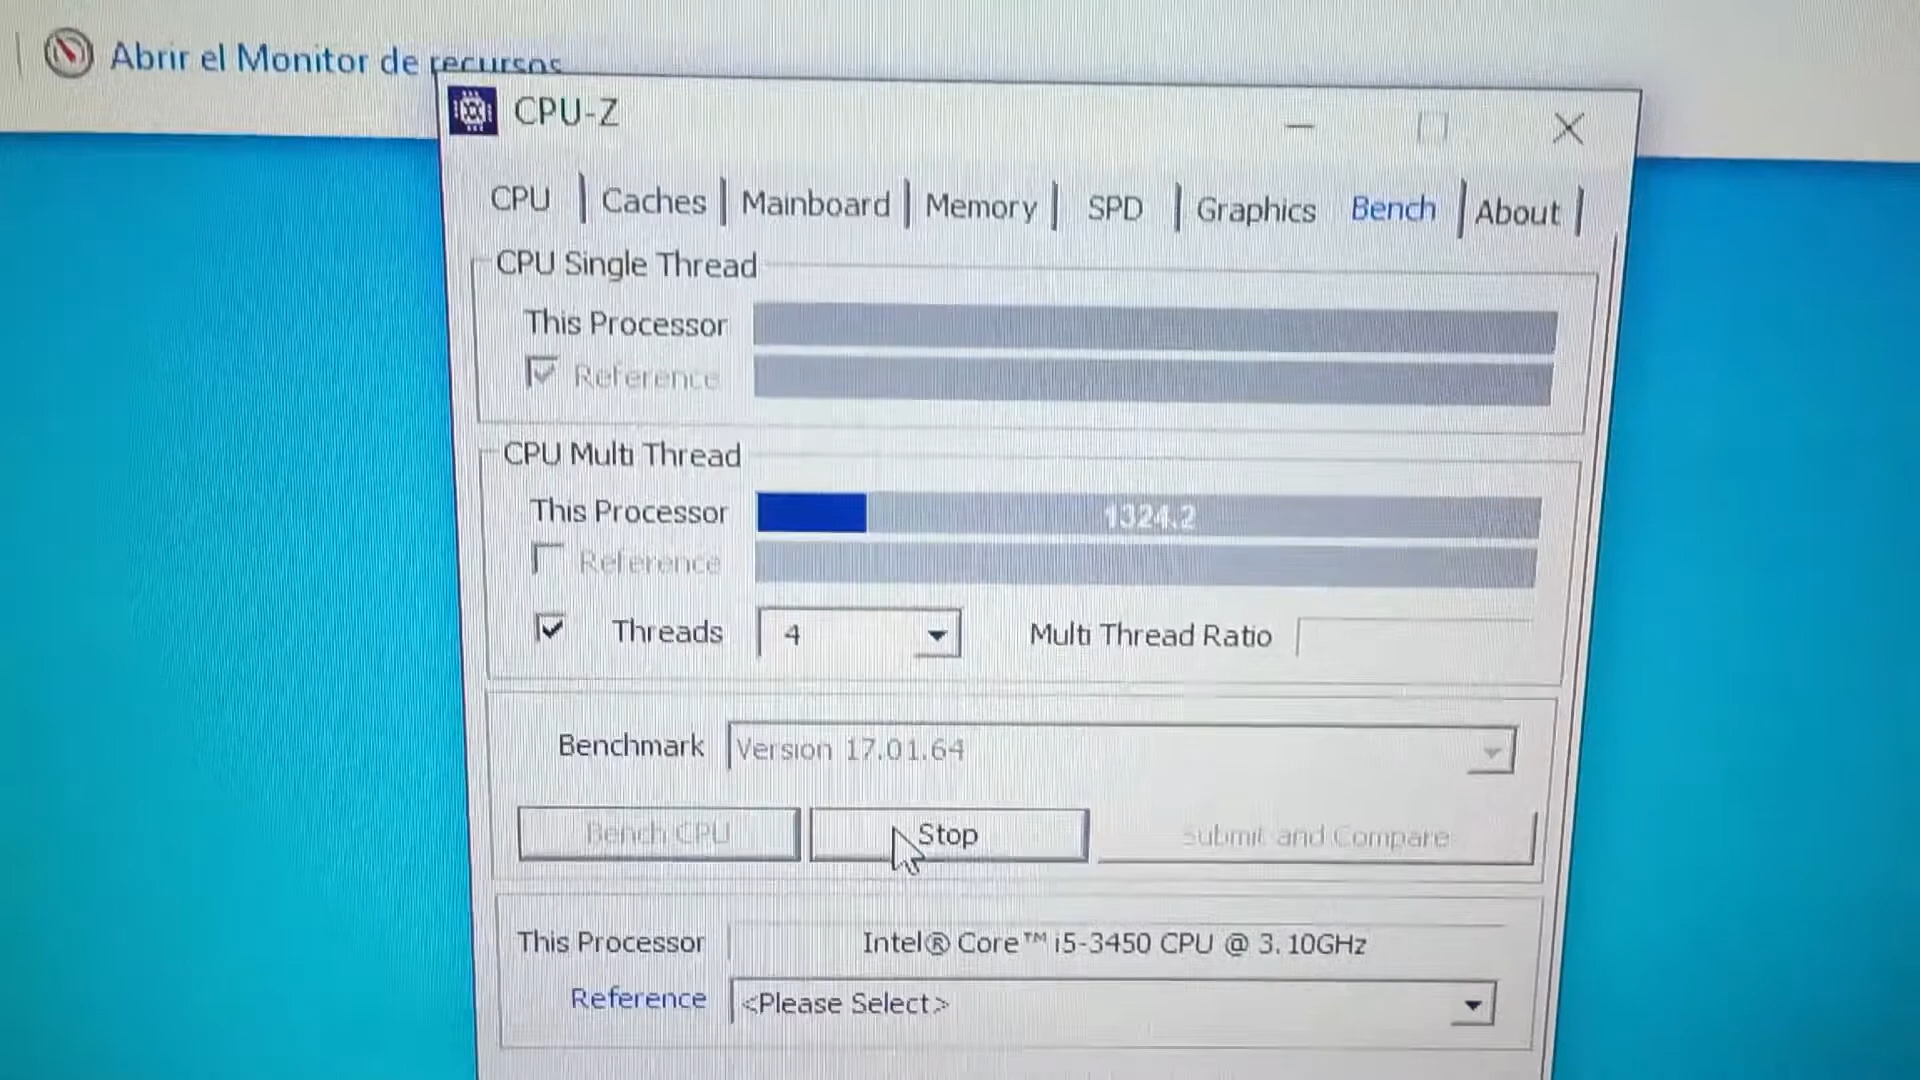 Abrir el Monitor de recursos
CPU-Z
CPU Caches Mainboard Memory SPD Graphics Bench About
CPU Single Thread
This Processor
Reference
CPU Multi Thread
This Processor 1324.2
Reference
Threads 4 Multi Thread Ratio
Benchmark Version 17.01.64
Bench CPU Stop Submit and Compare
This Processor Intel® Core™ i5-3450 CPU @ 3.10GHz
Reference <Please Select>